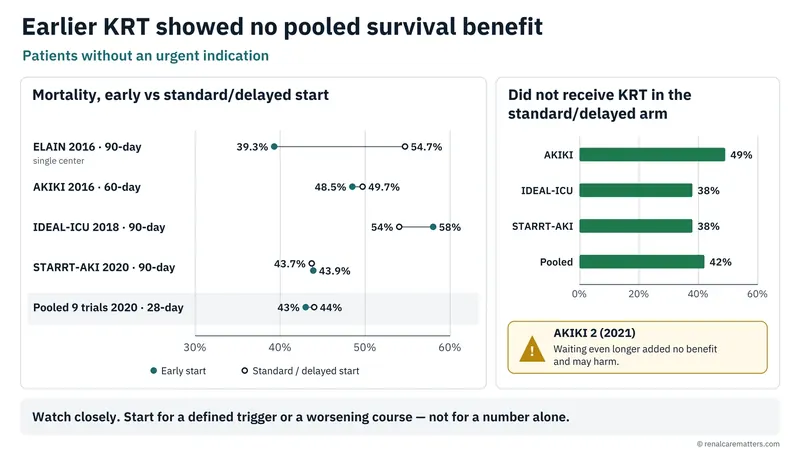 Earlier KRT showed no pooled survival benefit
Patients without an urgent indication
Mortality, early vs standard/delayed start
ELAIN 2016 · 90-day
single center
39.3%
54.7%
AKIKI 2016 · 60-day
48.5%
49.7%
IDEAL-ICU 2018 · 90-day
54%
58%
STARRT-AKI 2020 · 90-day
43.7%
43.9%
Pooled 9 trials 2020 · 28-day
43%
44%
30%
40%
50%
60%
Early start
Standard / delayed start
Did not receive KRT in the
standard/delayed arm
AKIKI
49%
IDEAL-ICU
38%
STARRT-AKI
38%
Pooled
42%
0%
20%
40%
60%
!
AKIKI 2 (2021)
Waiting even longer added no benefit
and may harm.
Watch closely. Start for a defined trigger or a worsening course — not for a number alone.
© renalcarematters.com